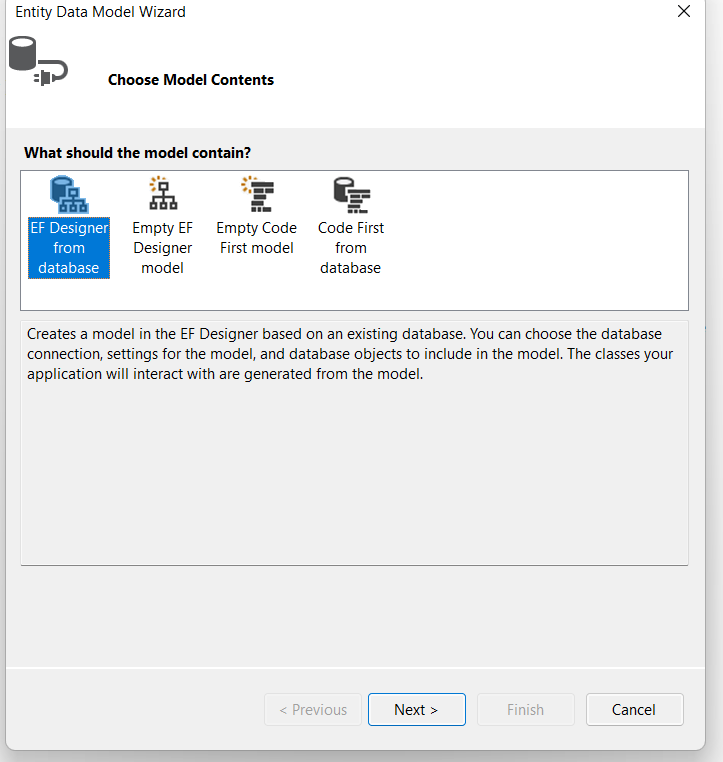 Entity Data Model Wizard
Choose Model Contents
What should the model contain?
EF Designer
from
database
Empty EF
Designer
model
Empty Code
First model
Code First
from
database
Creates a model in the EF Designer based on an existing database. You can choose the database
connection, settings for the model, and database objects to include in the model. The classes your
application will interact with are generated from the model.
< Previous
Next >
Finish
Cancel